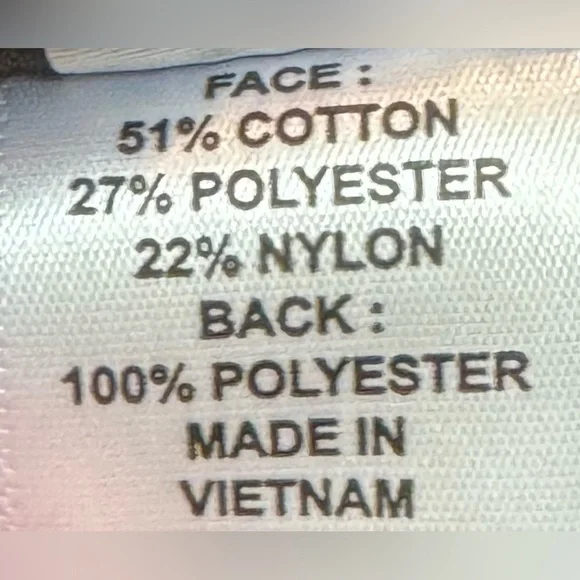 FACE :
51% COTTON
27% POLYESTER
22% NYLON
BACK :
100% POLYESTER
MADE IN
VIETNAM